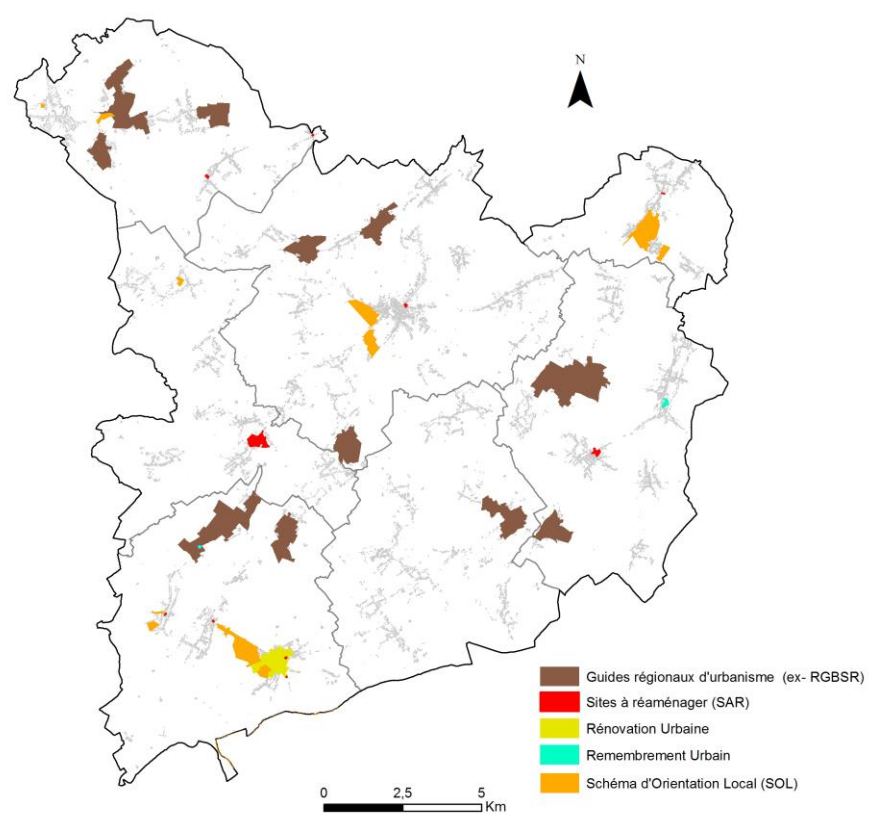 N
Guides régionaux d'urbanisme (ex- RGBSR)
Sites à réaménager (SAR)
Rénovation Urbaine
Remembrement Urbain
Schéma d'Orientation Local (SOL)
0 2,5 5
Km